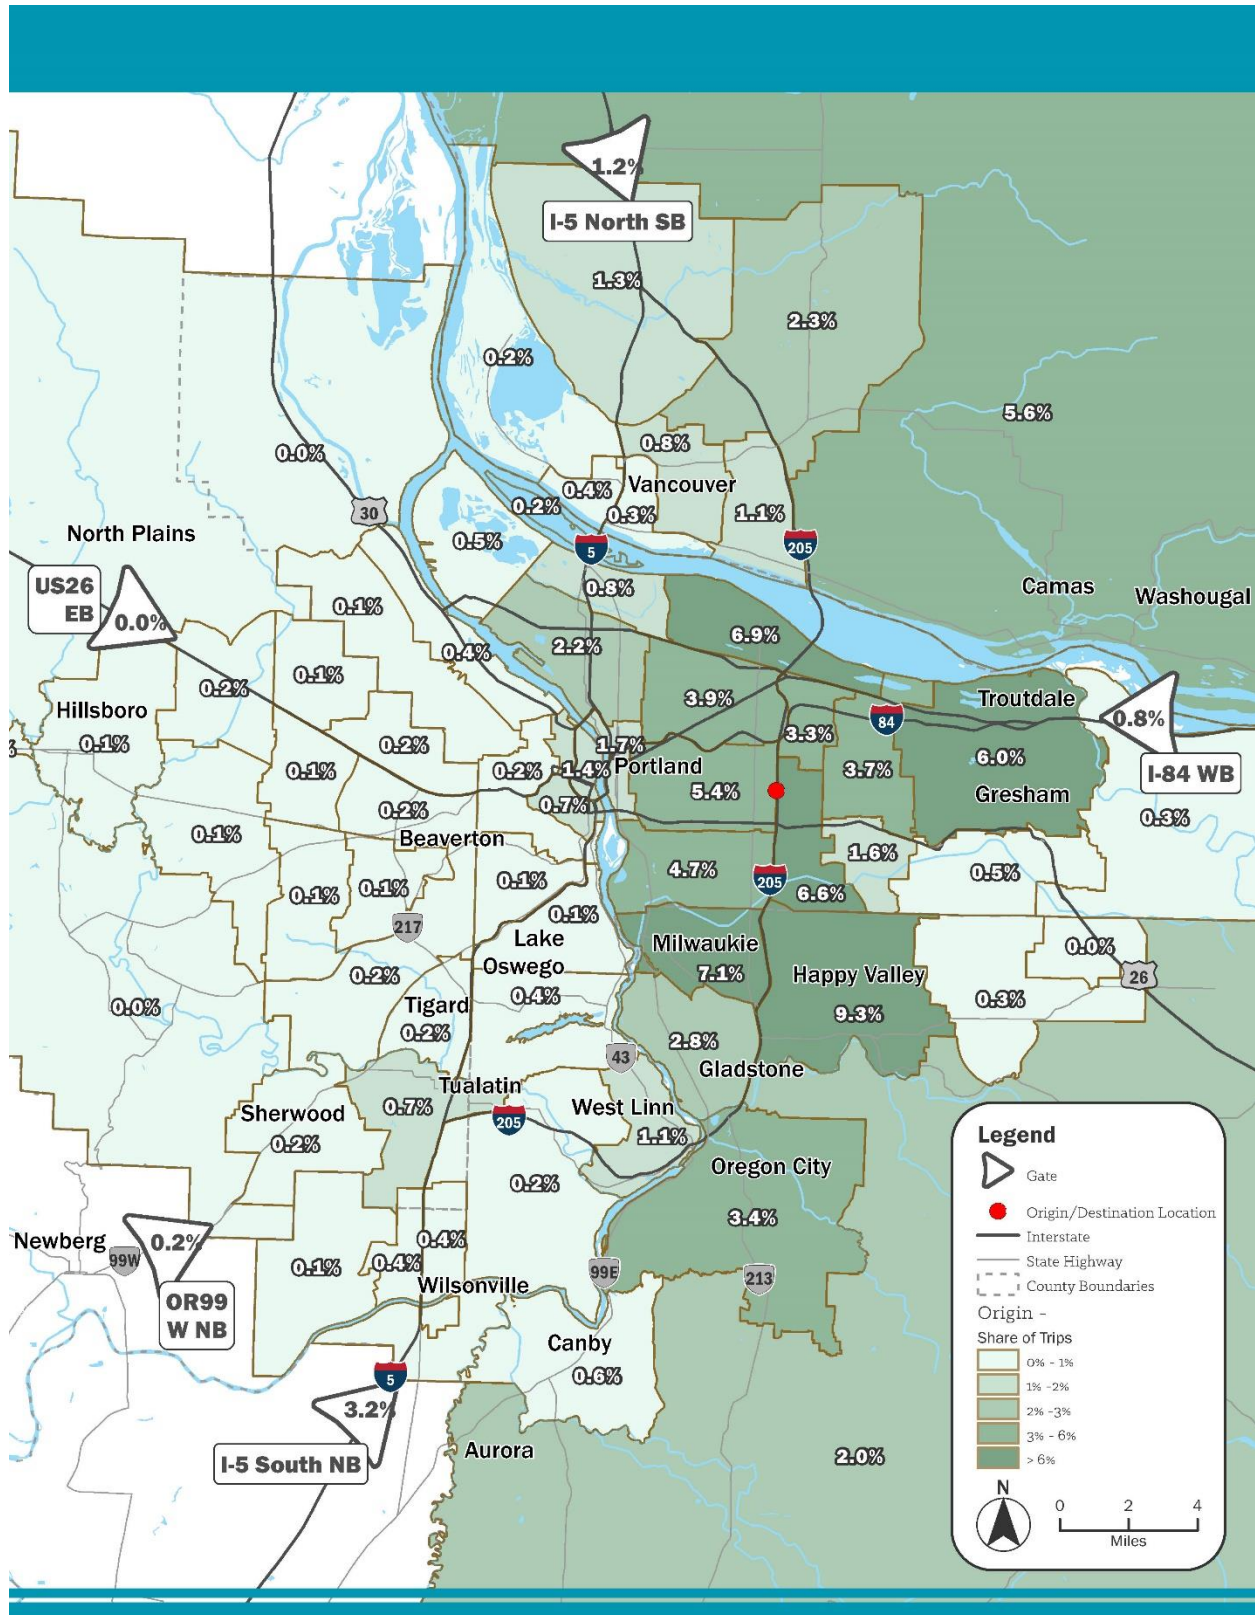 1.2%
I-5 North SB
1.3%
2.3%
0.2%
5.6%
0.8%
0.0%
Vancouver
0.4%
0.2%
0.3%
1.1%
30
North Plains
0.5%
5
205
Camas
Washougal
US26
EB
0.0%
0.1%
0.8%
6.9%
2.2%
0.4%
0.1%
0.2%
3.9%
Troutdale
Hillsboro
0.8%
84
0.1%
0.2%
1.7%
3.3%
6.0%
I-84 WB
0.1%
0.2%
1.4%
Portland
3.7%
5.4%
Gresham
0.2%
0.7%
0.3%
0.1%
Beaverton
1.6%
4.7%
0.5%
0.1%
0.1%
0.1%
205
6.6%
0.1%
217
Lake
Oswego
Milwaukie
0.0%
7.1%
Happy Valley
26
0.2%
0.4%
0.3%
0.0%
Tigard
9.3%
0.2%
2.8%
43
Gladstone
Tualatin
0.7%
West Linn
Sherwood
205
1.1%
0.2%
Oregon City
0.2%
3.4%
Newberg
0.2%
99W
0.4%
0.1%
0.4%
99E
213
Wilsonville
OR99
W NB
Canby
0.6%
5
3.2%
I-5 South NB
Aurora
2.0%
Legend
Gate
Origin/Destination Location
Interstate
State Highway
County Boundaries
Origin -
Share of Trips
0% - 1%
1% -2%
2% -3%
3% - 6%
> 6%
N
0 2 4
Miles